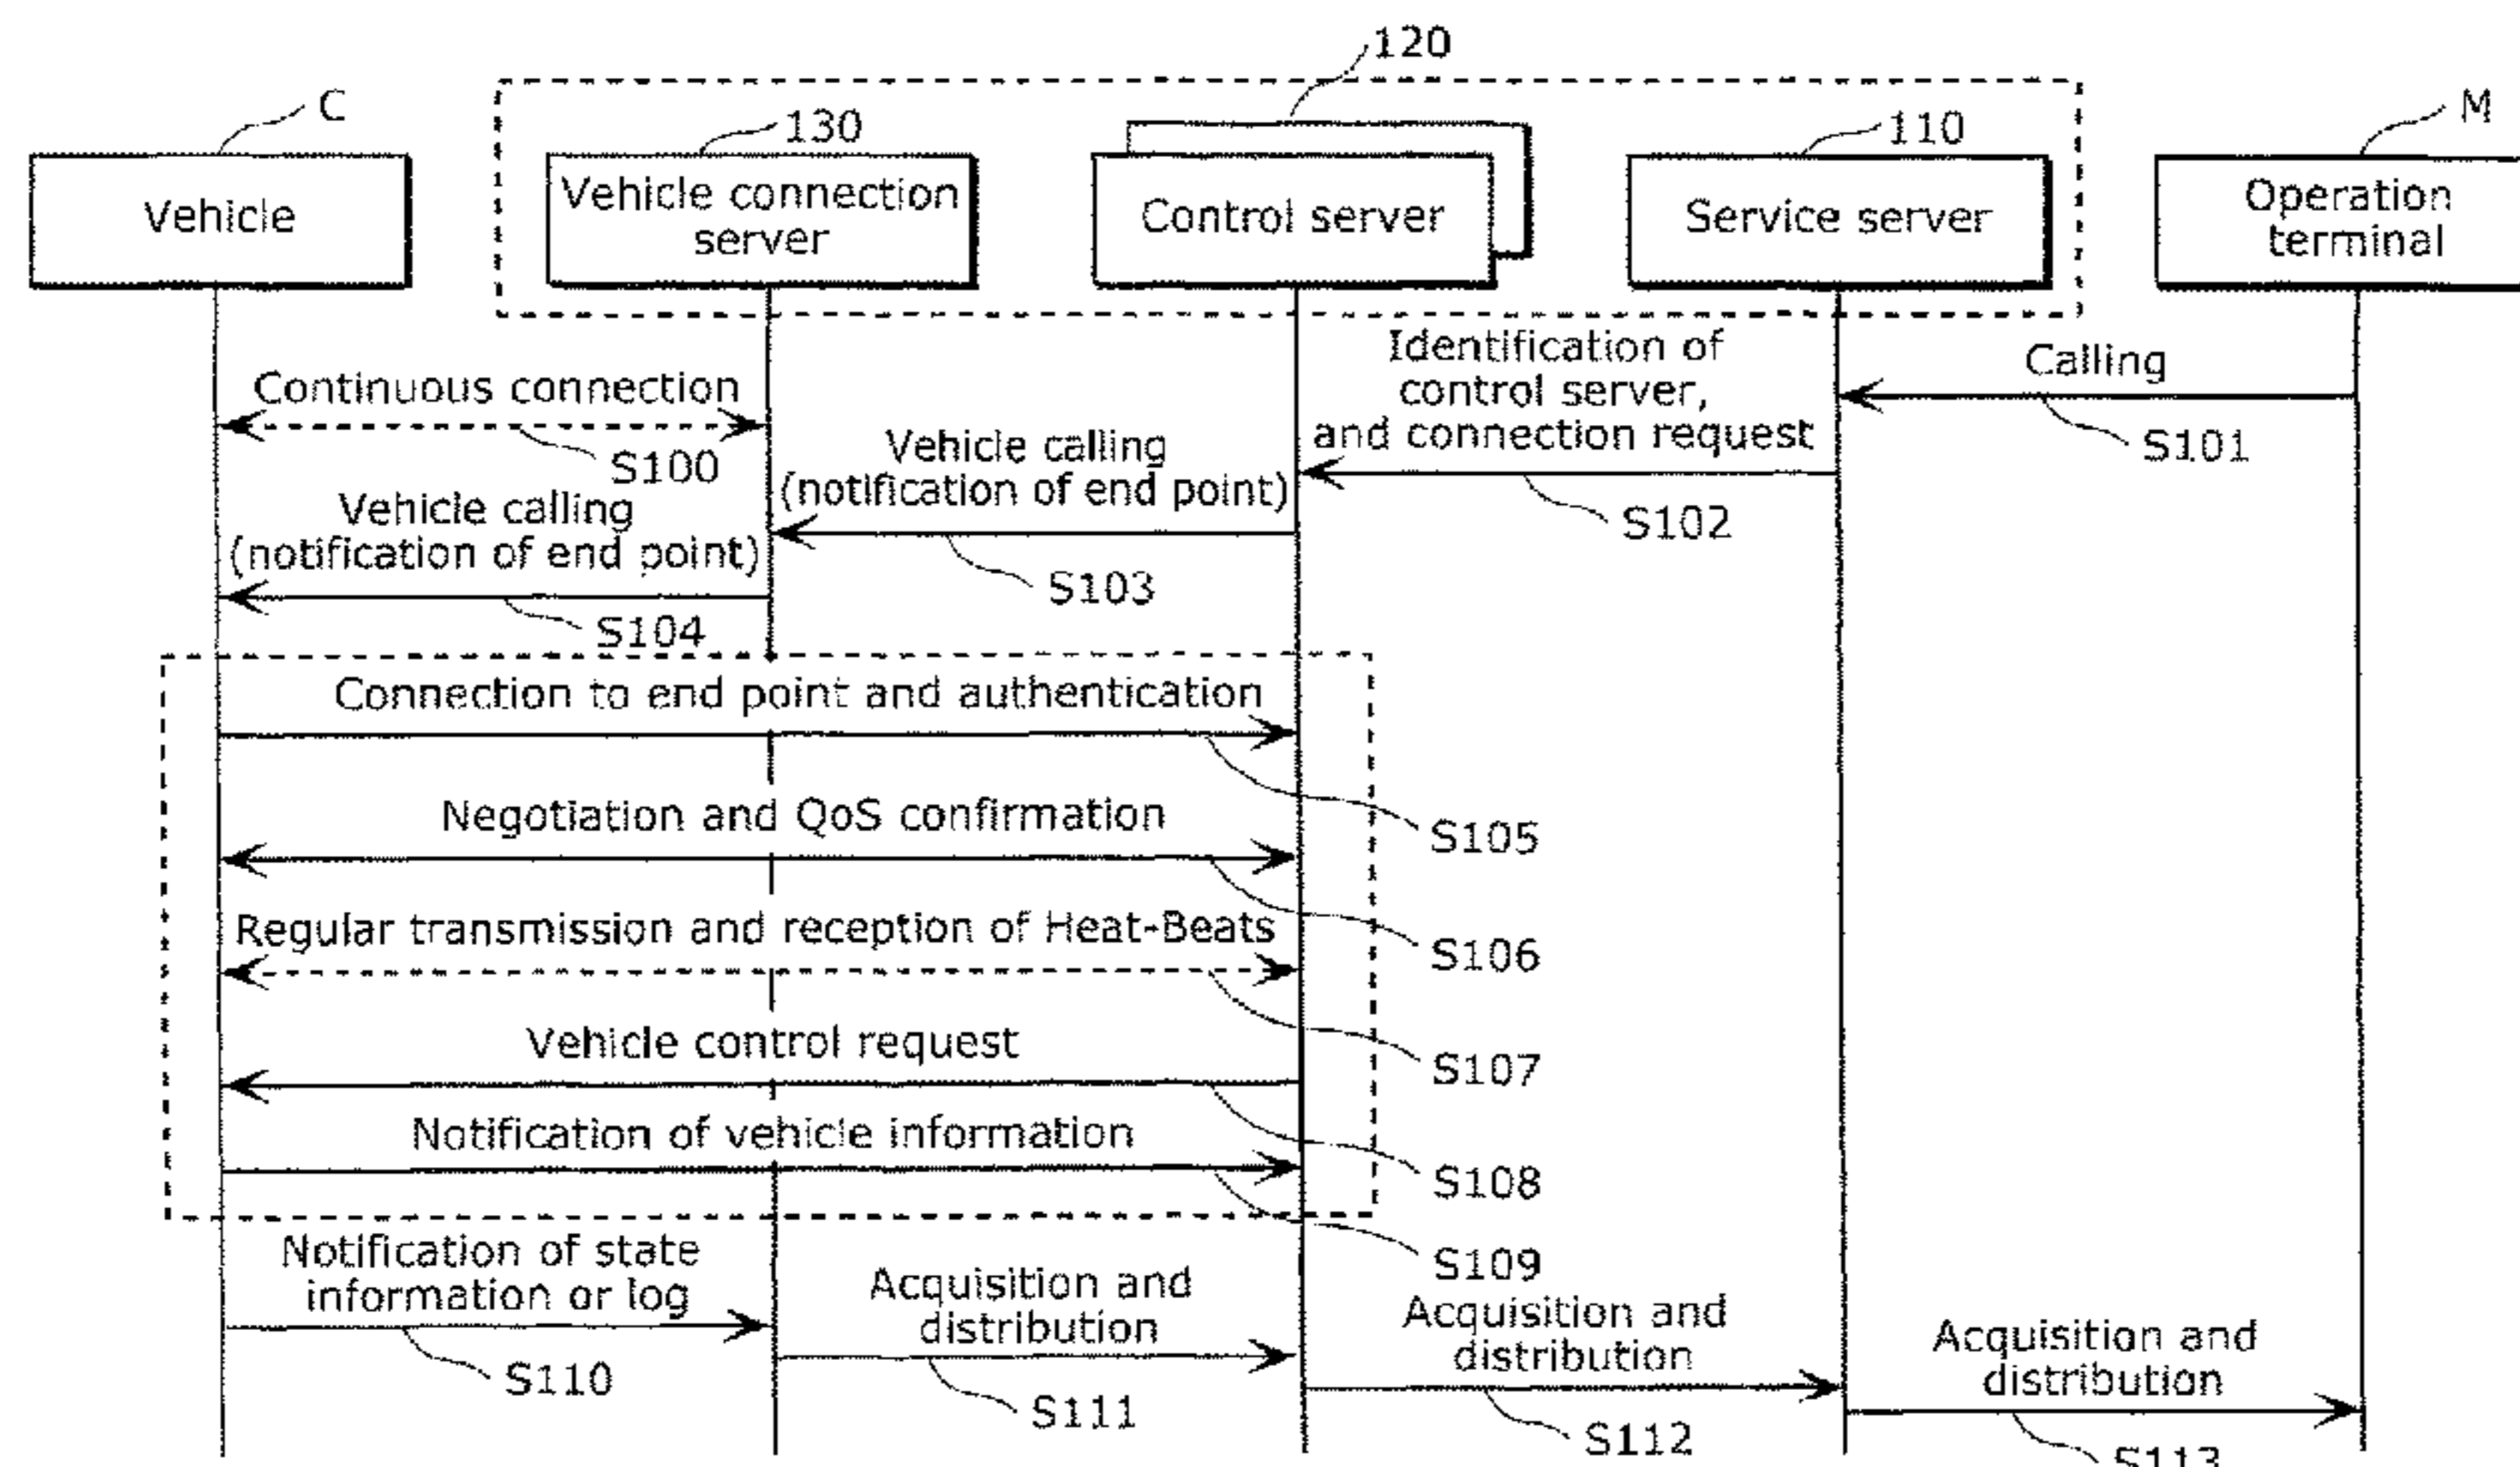 120
C
130
110
M
Vehicle
Vehicle connection
server
Control server
Service server
Operation
terminal
Identification of
control server,
and connection request
Calling
Continuous connection
S101
S100
Vehicle calling
(notification of end point)
S102
Vehicle calling
(notification of end point)
S103
S104
Connection to end point and authentication
S105
Negotiation and QoS confirmation
S106
Regular transmission and reception of Heat-Beats
S107
Vehicle control request
S108
Notification of vehicle information
S109
Notification of state
information or log
S110
Acquisition and
distribution
S111
Acquisition and
distribution
S112
Acquisition and
distribution
S113